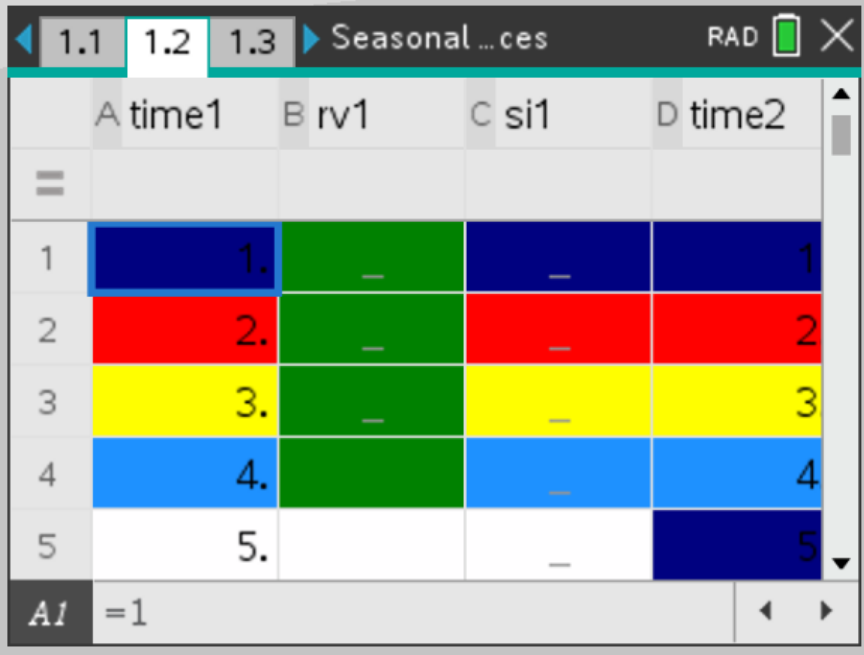 1.1 1.2 1.3 Seasonal ...ces RAD
A time1 B rv1 C si1 D time2
=
1 1. _ _ 1
2 2. _ _ 2
3 3. _ _ 3
4 4. _ 4
5 5. _ 5
A1 =1